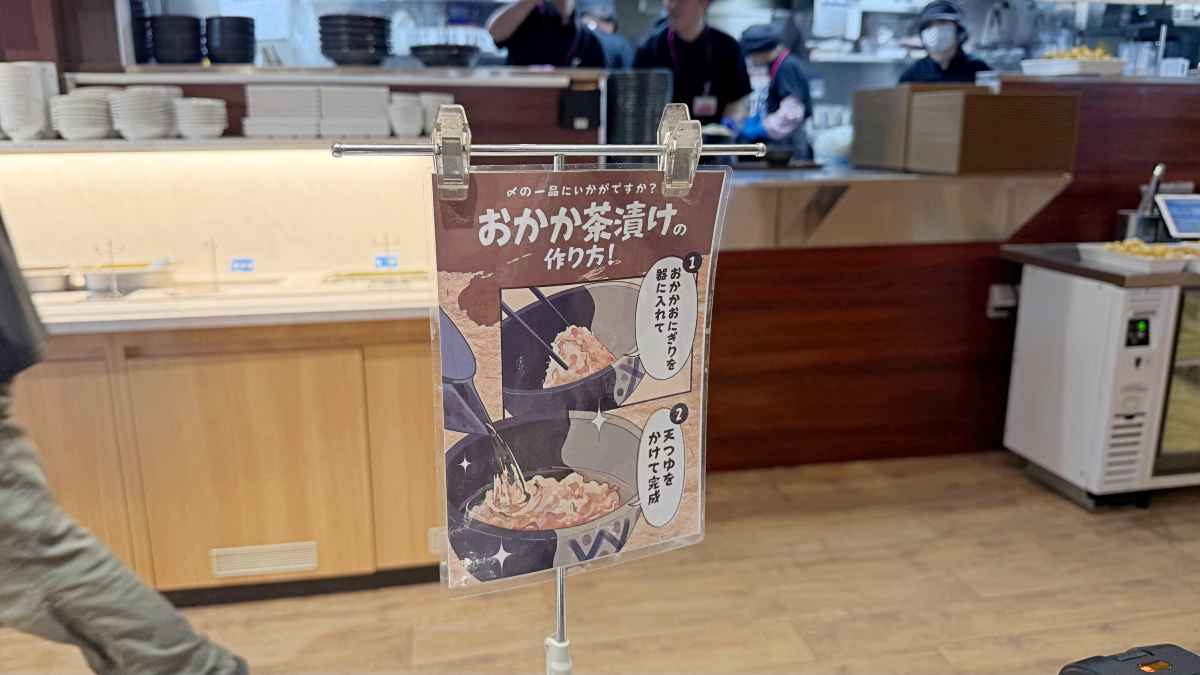 〆の一品にいかがですか?
おかか茶漬けの
作り方!
1
おかかおにぎりを
器に入れて
2
天つゆを
かけて完成